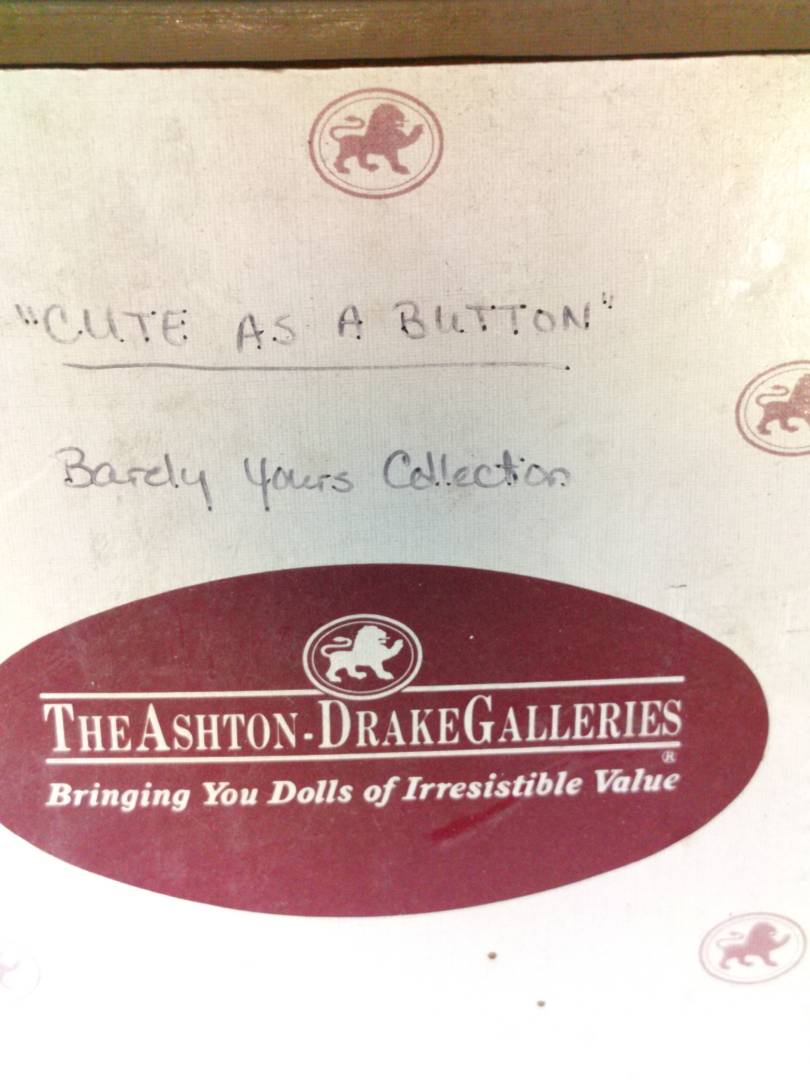 "CUTE AS A BUTTON"
Barely Yours Collection
THE ASHTON-DRAKE GALLERIES
®
Bringing You Dolls of Irresistible Value